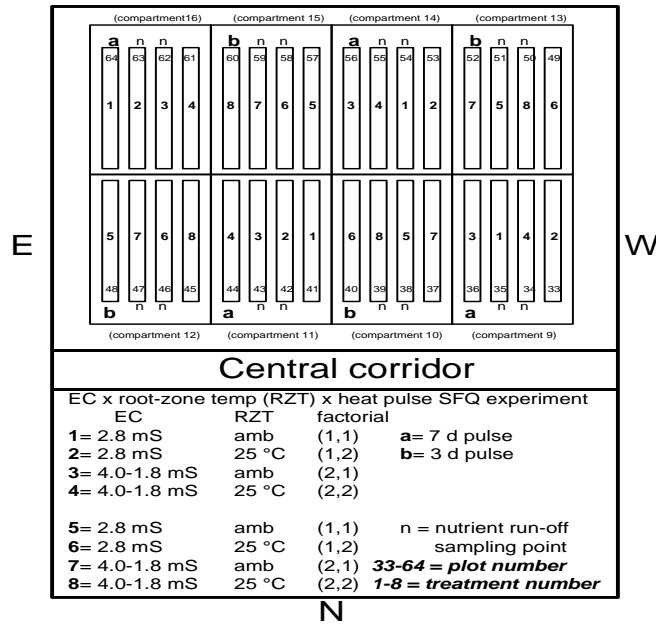 (compartment16) (compartment 15) (compartment 14) (compartment 13)
a n n b n n a n n b n n
64 63 62 61 60 59 58 57 56 55 54 53 52 51 50 49
1 2 3 4 8 7 6 5 3 4 1 2 7 5 8 6
E W
5 7 6 8 4 3 2 1 6 8 5 7 3 1 4 2
48 47 46 45 44 43 42 41 40 39 38 37 36 35 34 33
b n n a n n b n n a n n
(compartment 12) (compartment 11) (compartment 10) (compartment 9)
Central corridor
EC x root-zone temp (RZT) x heat pulse SFQ experiment
EC RZT factorial
1= 2.8 mS amb (1,1) a= 7 d pulse
2= 2.8 mS 25 °C (1,2) b= 3 d pulse
3= 4.0-1.8 mS amb (2,1)
4= 4.0-1.8 mS 25 °C (2,2)
5= 2.8 mS amb (1,1) n = nutrient run-off
6= 2.8 mS 25 °C (1,2) sampling point
7= 4.0-1.8 mS amb (2,1) 33-64 = plot number
8= 4.0-1.8 mS 25 °C (2,2) 1-8 = treatment number
N